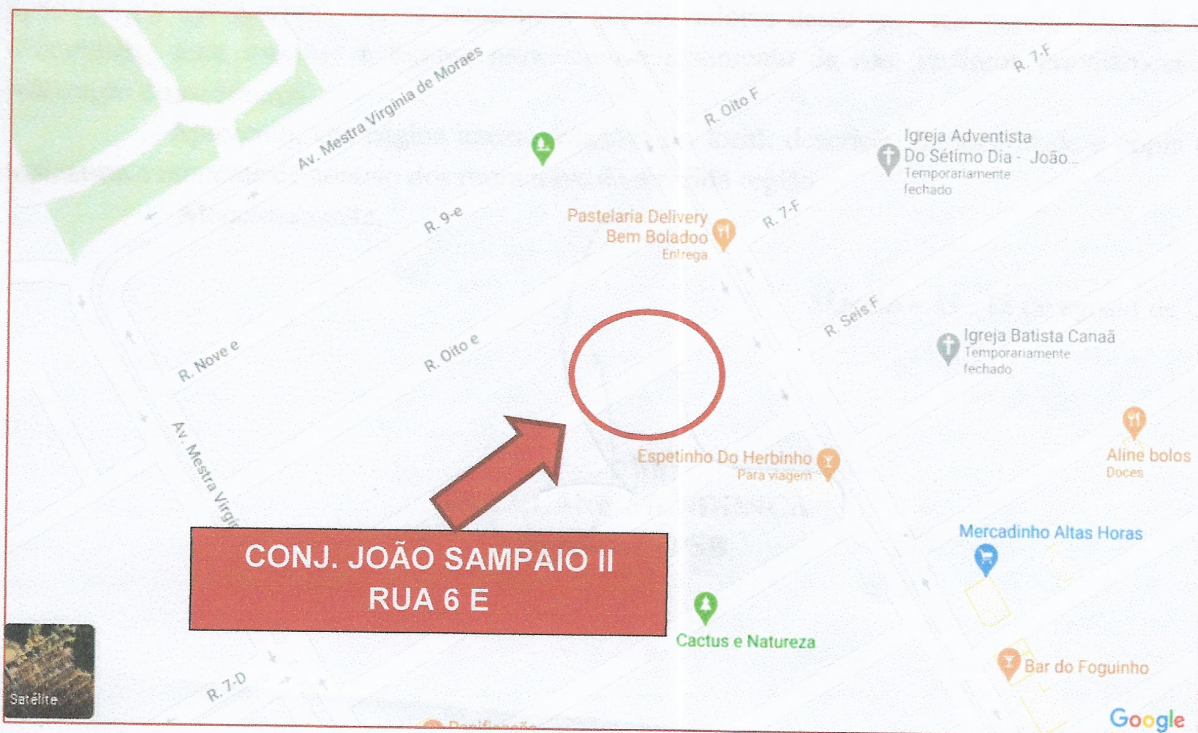 R. 7-F
Av. Mestra Virginia de Moraes
R. Oito F
Igreja Adventista
Do Sétimo Dia - João...
Temporariamente
fechado
R. 9-e
Pastelaria Delivery
Bem Boladoo
Entrega
R. 7-F
R. Seis F
Igreja Batista Canaã
Temporariamente
fechado
R. Nove e
R. Oito e
Espetinho Do Herbinho
Para viagem
Aline bolos
Doces
Av. Mestra
CONJ. JOÃO SAMPAIO II
RUA 6 E
Mercadinho Altas Horas
Cactus e Natureza
Bar do Foguinho
Satélite
R. 7-D
Google